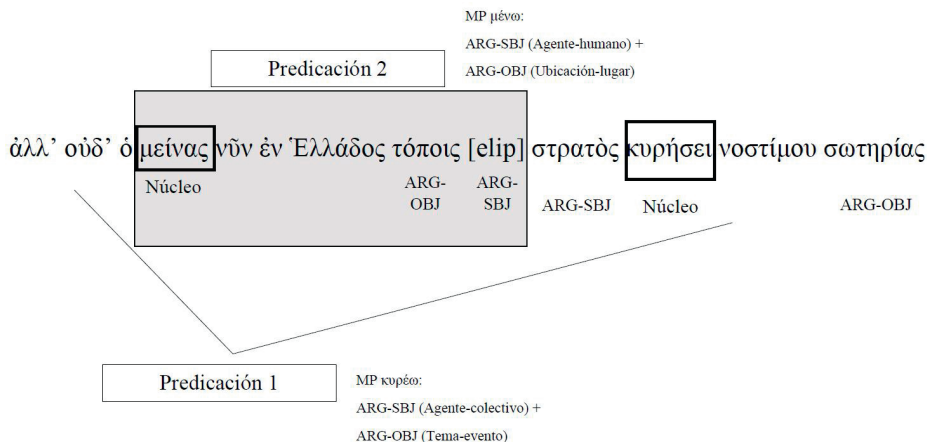 MP μένω:
ARG-SBJ (Agente-humano) +
Predicación 2
ARG-OBJ (Ubicación-lugar)
ἀλλ’ οὐδ’ ὁ μείνας νῦν ἐν Ἑλλάδος τόποις [elip] στρατὸς κυρήσει νοστίμου σωτηρίας
Núcleo
ARG-
OBJ
ARG-
SBJ
ARG-SBJ
Núcleo
ARG-OBJ
Predicación 1
MP κυρέω:
ARG-SBJ (Agente-colectivo) +
ARG-OBJ (Tema-evento)